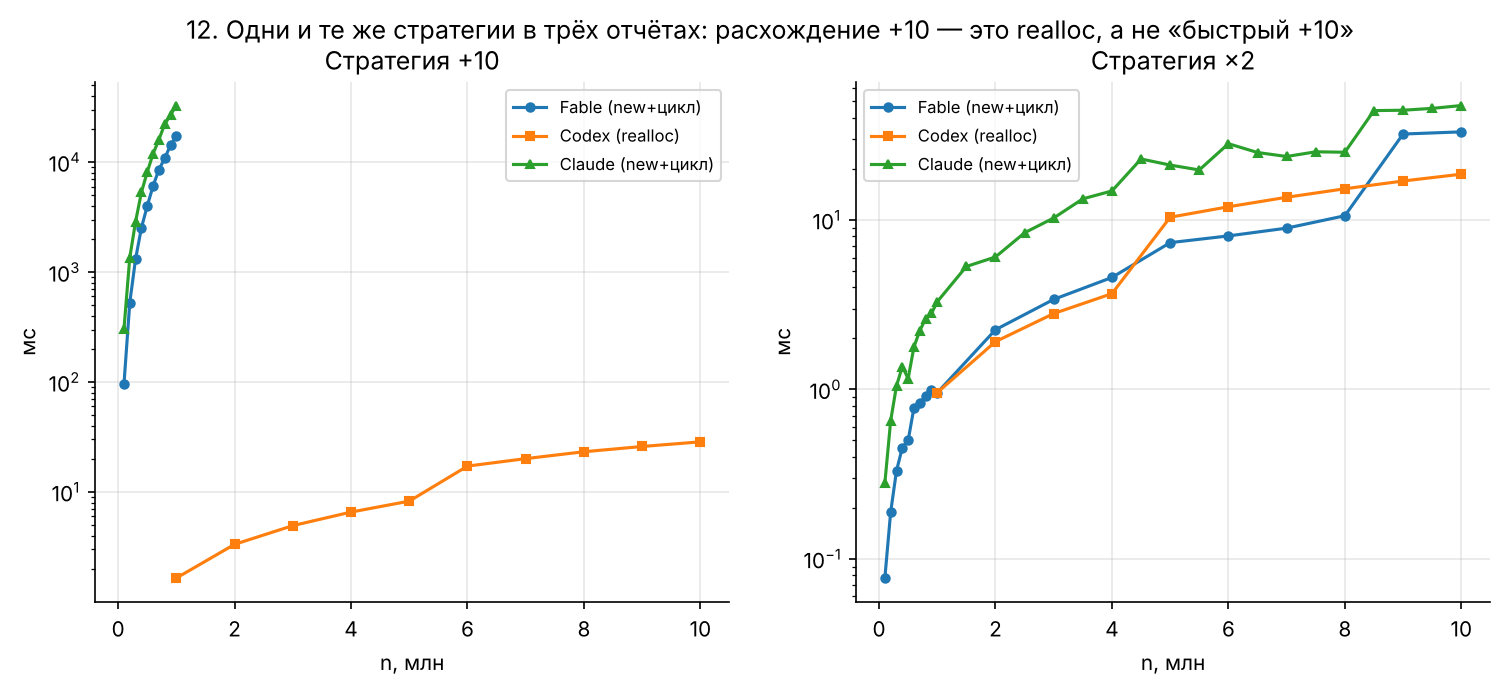 12. Одни и те же стратегии в трёх отчётах: расхождение +10 — это realloc, а не «быстрый +10»
Стратегия +10
Fable (new+цикл)
Codex (realloc)
Claude (new+цикл)
мс
10⁴
10³
10²
10¹
0 2 4 6 8 10
n, млн
Стратегия ×2
Fable (new+цикл)
Codex (realloc)
Claude (new+цикл)
мс
10¹
10⁰
10⁻¹
0 2 4 6 8 10
n, млн